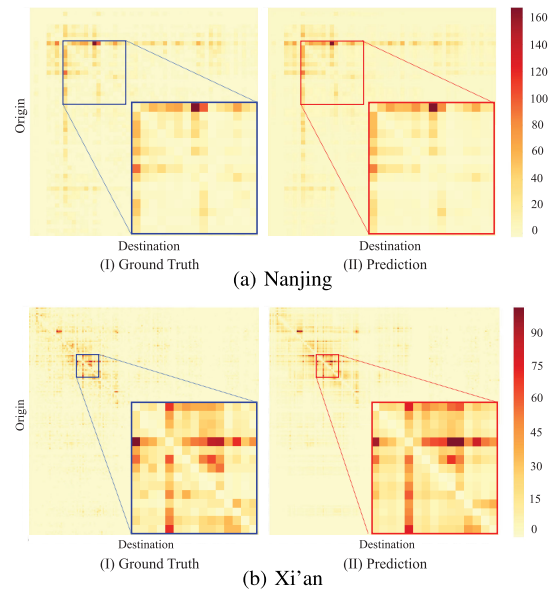 160
140
120
100
80
60
40
20
0
Origin
Destination
(I) Ground Truth (II) Prediction
(a) Nanjing
90
75
60
45
30
15
0
Origin
Destination Destination
(I) Ground Truth (II) Prediction
(b) Xi'an